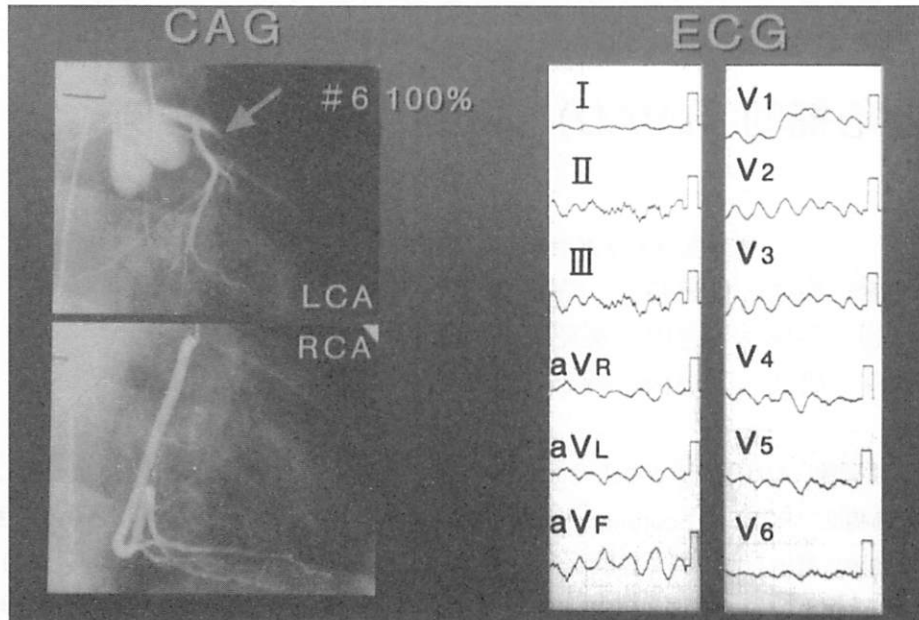 CAG
#6 100%
LCA
RCA
ECG
I
II
III
aVR
aVL
aVF
V1
V2
V3
V4
V5
V6